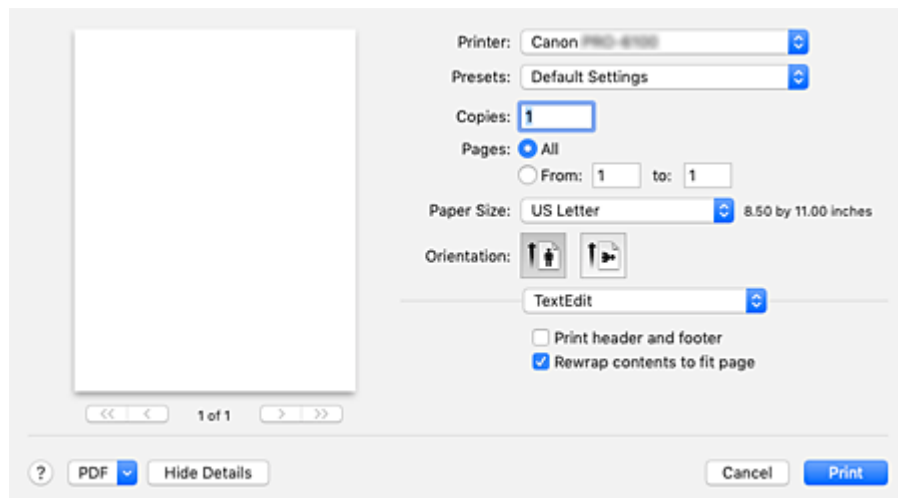 Printer: Canon
Presets: Default Settings
Copies: 1
Pages: All
From: 1 to: 1
Paper Size: US Letter 8.50 by 11.00 inches
Orientation:
TextEdit
Print header and footer
Rewrap contents to fit page
<< < 1 of 1 > >>
? PDF Hide Details Cancel Print